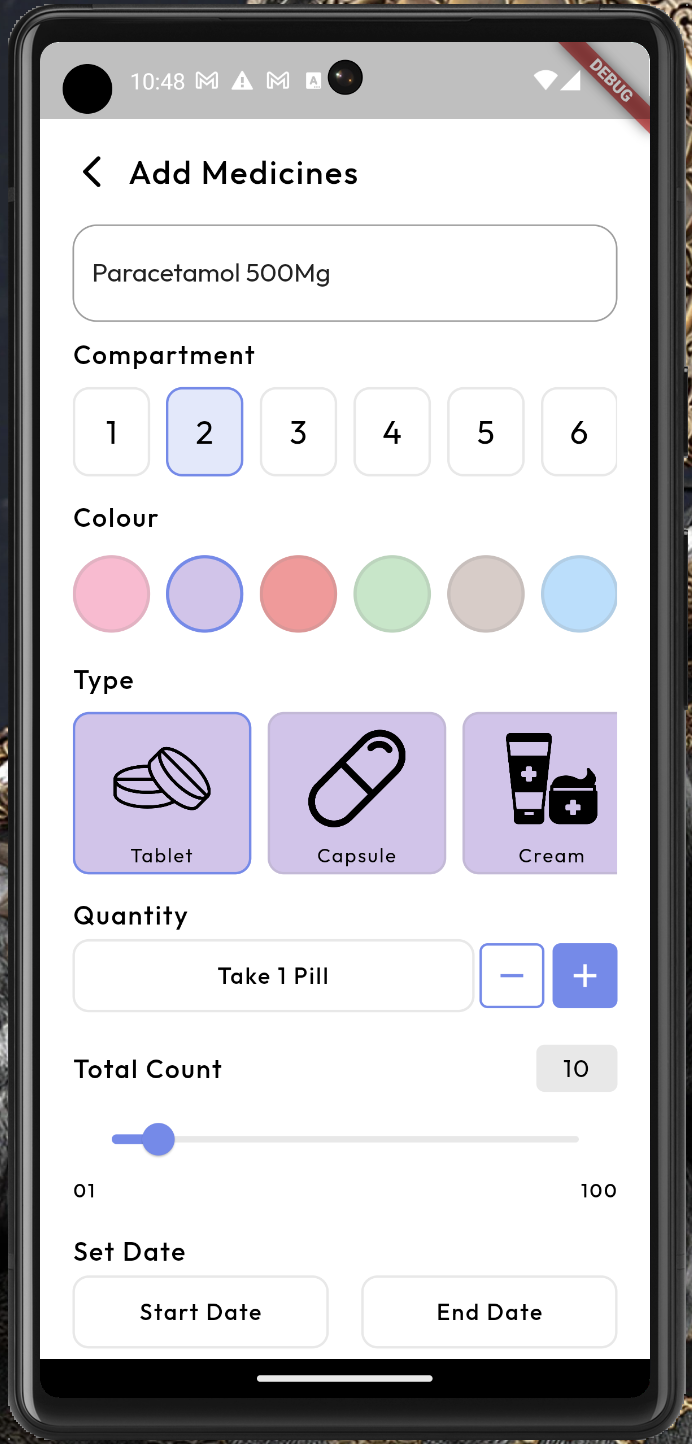 10:48
DEBUG
Add Medicines
Paracetamol 500Mg
Compartment
1 2 3 4 5 6
Colour
Type
Tablet Capsule Cream
Quantity
Take 1 Pill − +
Total Count 10
01 100
Set Date
Start Date End Date